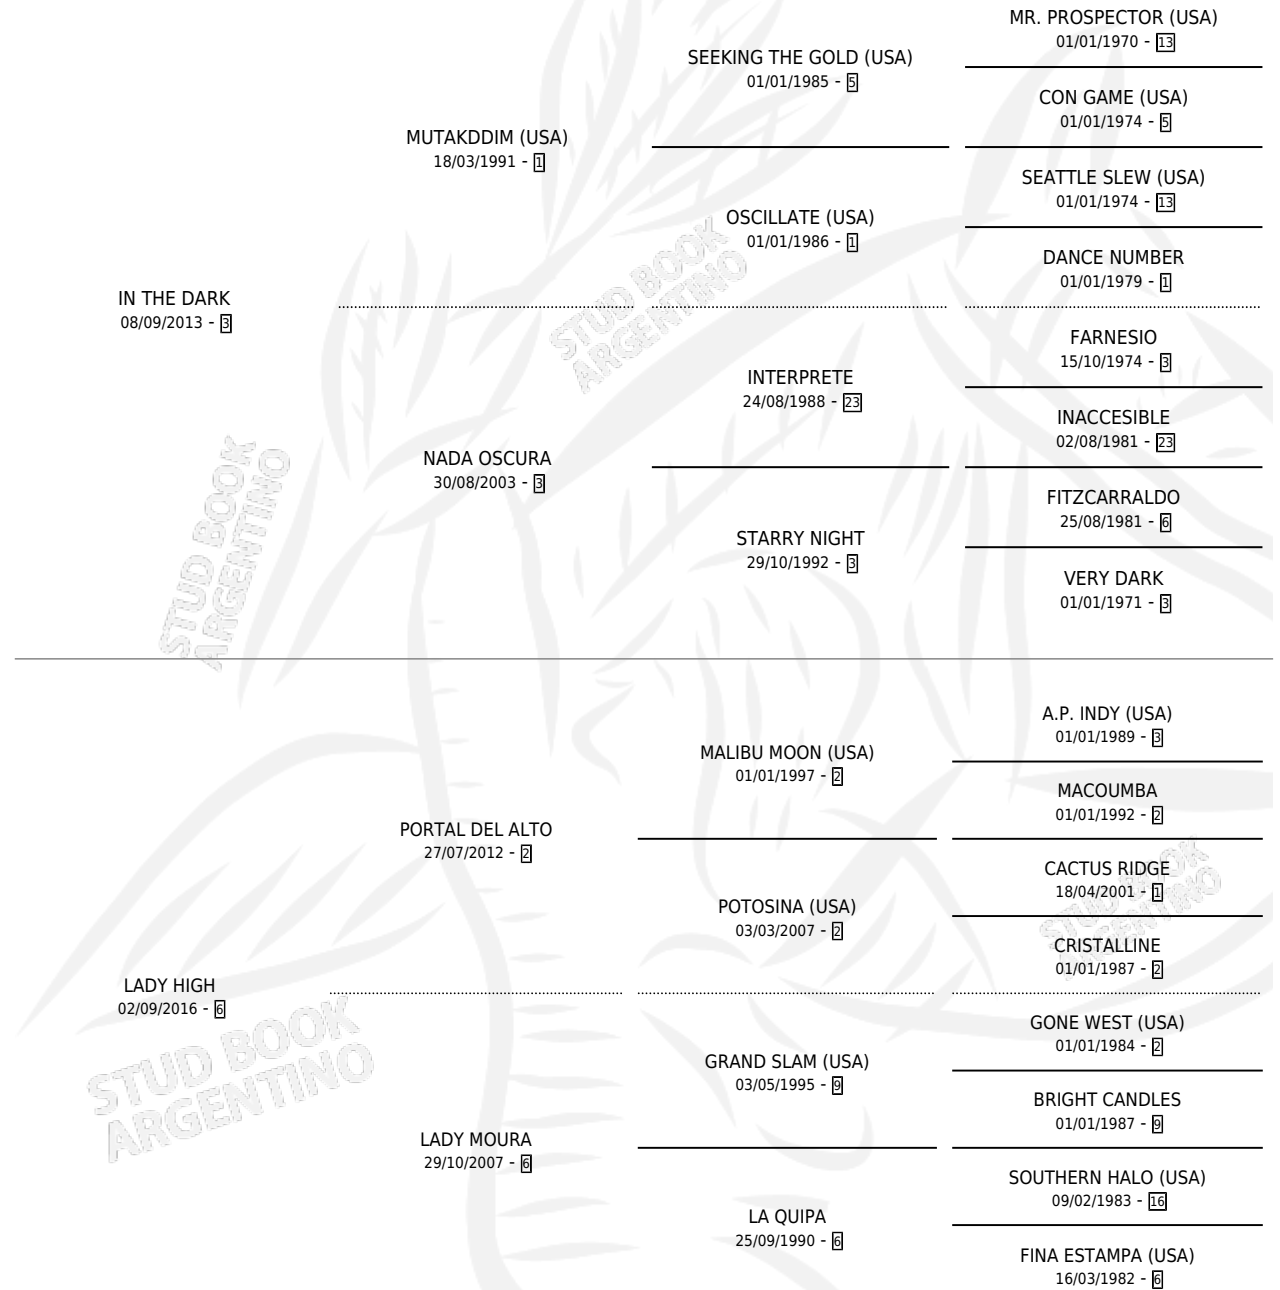 MR. PROSPECTOR (USA)
01/01/1970 - 13
SEEKING THE GOLD (USA)
01/01/1985 - 5
CON GAME (USA)
01/01/1974 - 5
MUTAKDDIM (USA)
18/03/1991 - 1
SEATTLE SLEW (USA)
01/01/1974 - 13
OSCILLATE (USA)
01/01/1986 - 1
DANCE NUMBER
01/01/1979 - 1
IN THE DARK
08/09/2013 - 3
STUD BOOK
ARGENTINO
FARNESIO
15/10/1974 - 3
INTERPRETE
24/08/1988 - 23
INACCESIBLE
02/08/1981 - 23
NADA OSCURA
30/08/2003 - 3
FITZCARRALDO
25/08/1981 - 6
STARRY NIGHT
29/10/1992 - 3
VERY DARK
01/01/1971 - 3
STUD BOOK
ARGENTINO
A.P. INDY (USA)
01/01/1989 - 3
MALIBU MOON (USA)
01/01/1997 - 2
MACOUMBA
01/01/1992 - 2
PORTAL DEL ALTO
27/07/2012 - 2
CACTUS RIDGE
18/04/2001 - 1
POTOSINA (USA)
03/03/2007 - 2
CRISTALLINE
01/01/1987 - 2
STUD BOOK
ARGENTINO
LADY HIGH
02/09/2016 - 6
GONE WEST (USA)
01/01/1984 - 2
GRAND SLAM (USA)
03/05/1995 - 9
BRIGHT CANDLES
01/01/1987 - 9
STUD BOOK
ARGENTINO
LADY MOURA
29/10/2007 - 6
SOUTHERN HALO (USA)
09/02/1983 - 16
LA QUIPA
25/09/1990 - 6
FINA ESTAMPA (USA)
16/03/1982 - 6